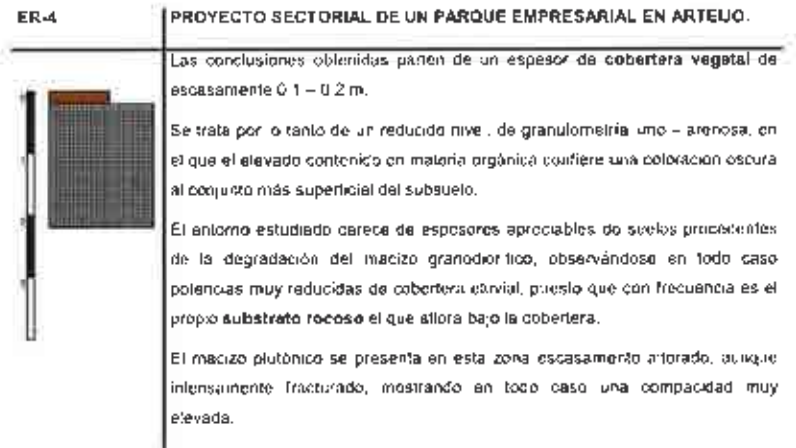 ER-4 PROYECTO SECTORIAL DE UN PARQUE EMPRESARIAL EN ARTEIJO.
Las conclusiones obtenidas parten de un espesor de cobertera vegetal de
escasamente 0.1 – 0.2 m.
Se trata por lo tanto de un reducido nivel, de granulometría limo – arenosa, en
el que el elevado contenido en materia orgánica confiere una coloración oscura
al conjunto más superficial del subsuelo.
El entorno estudiado carece de espesores apreciables de suelos procedentes
de la degradación del macizo granodiorítico, observándose en todo caso
potencias muy reducidas de cobertera eluvial, puesto que con frecuencia es el
propio substrato rocoso el que aflora bajo la cobertera.
El macizo plutónico se presenta en esta zona escasamente alterado, aunque
intensamente fracturado, mostrando en todo caso una compacidad muy
elevada.